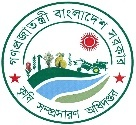 গণপ্রজাতন্ত্রী বাংলাদেশ সরকার
কৃষি সম্প্রসারণ অধিদপ্তর